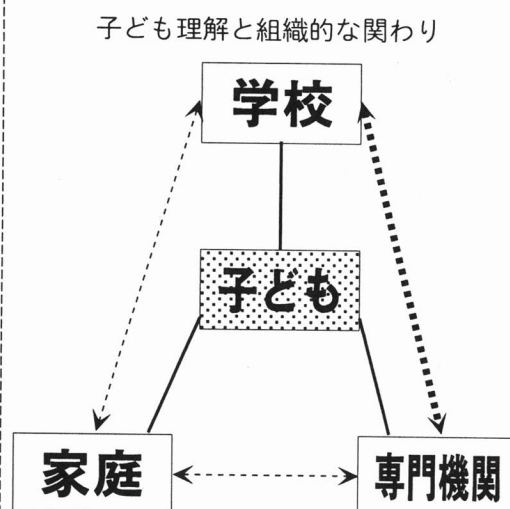 子ども理解と組織的な関わり
学校
子ども
家庭
専門機関